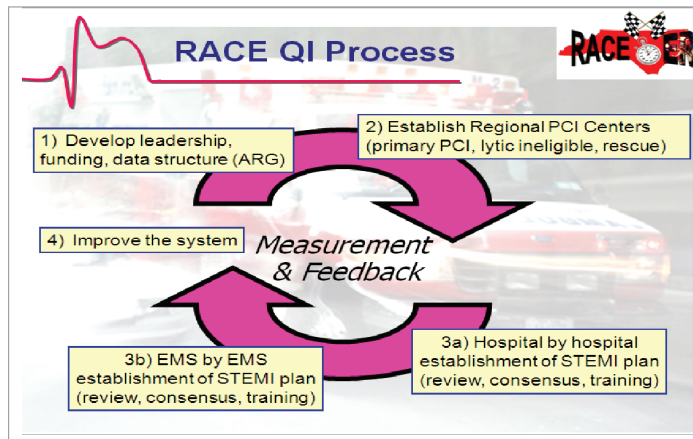 RACE QI Process
RACE ER
1) Develop leadership,
funding, data structure (ARG)
2) Establish Regional PCI Centers
(primary PCI, lytic ineligible, rescue)
4) Improve the system
Measurement
& Feedback
3b) EMS by EMS
establishment of STEMI plan
(review, consensus, training)
3a) Hospital by hospital
establishment of STEMI plan
(review, consensus, training)